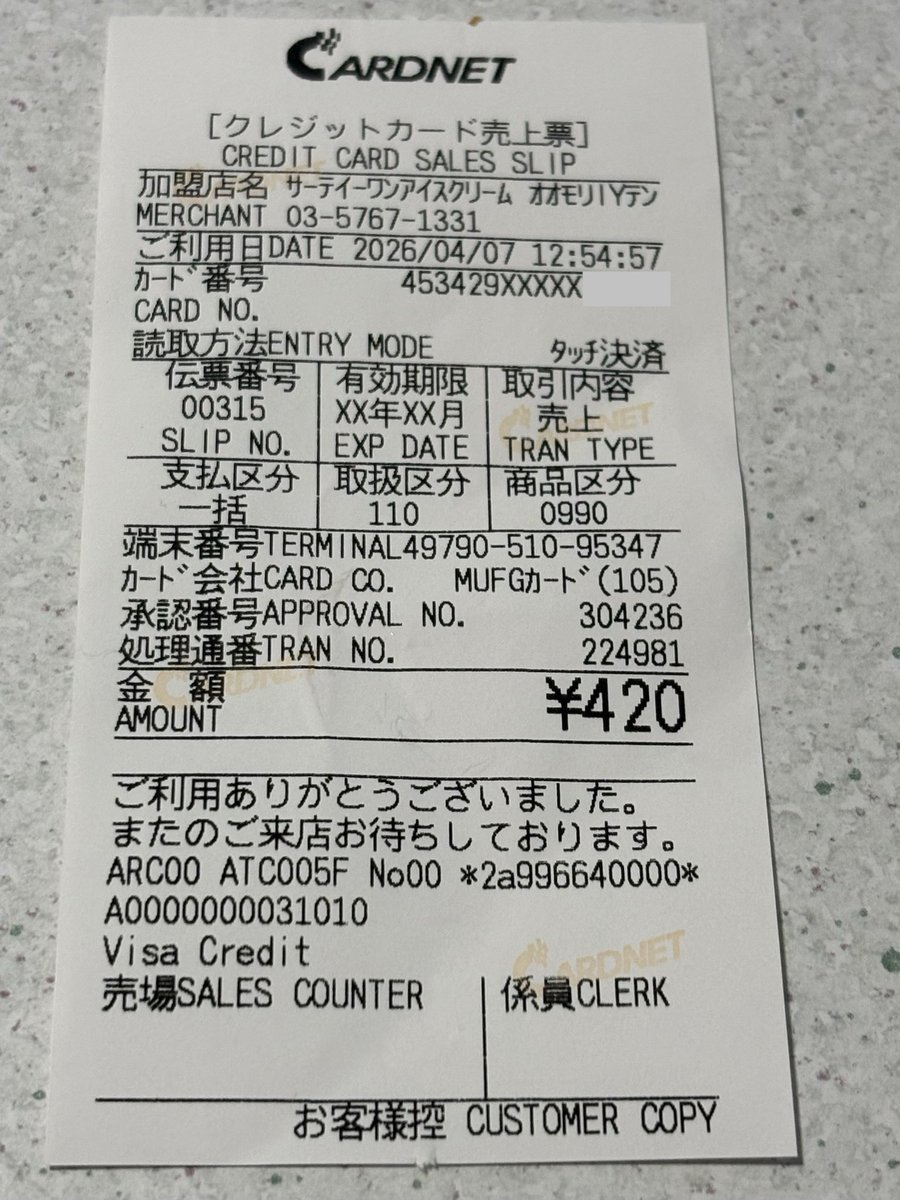 CARDNET
[クレジットカード売上票]
CREDIT CARD SALES SLIP
加盟店名 サーティーワンアイスクリーム オオモリIYテン
MERCHANT 03-5767-1331
ご利用日DATE 2026/04/07 12:54:57
カード番号 453429XXXXX
CARD NO.
読取方法ENTRY MODE タッチ決済
伝票番号 有効期限 取引内容
00315 XX年XX月 売上
SLIP NO. EXP DATE TRAN TYPE
支払区分 取扱区分 商品区分
一括 110 0990
端末番号TERMINAL49790-510-95347
カード会社CARD CO. MUFGカード(105)
承認番号APPROVAL NO. 304236
処理通番TRAN NO. 224981
金 額 ¥420
AMOUNT
ご利用ありがとうございました。
またのご来店お待ちしております。
ARC00 ATC005F No00 *2a996640000*
A0000000031010
Visa Credit
売場SALES COUNTER 係員CLERK
お客様控 CUSTOMER COPY